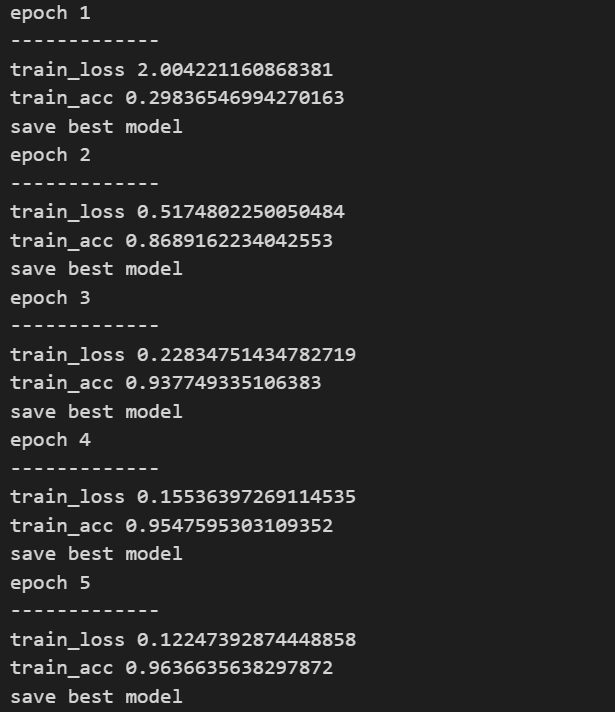 epoch 1
-------------
train_loss 2.004221160868381
train_acc 0.29836546994270163
save best model
epoch 2
-------------
train_loss 0.5174802250050484
train_acc 0.8689162234042553
save best model
epoch 3
-------------
train_loss 0.22834751434782719
train_acc 0.937749335106383
save best model
epoch 4
-------------
train_loss 0.15536397269114535
train_acc 0.9547595303109352
save best model
epoch 5
-------------
train_loss 0.12247392874448858
train_acc 0.9636635638297872
save best model